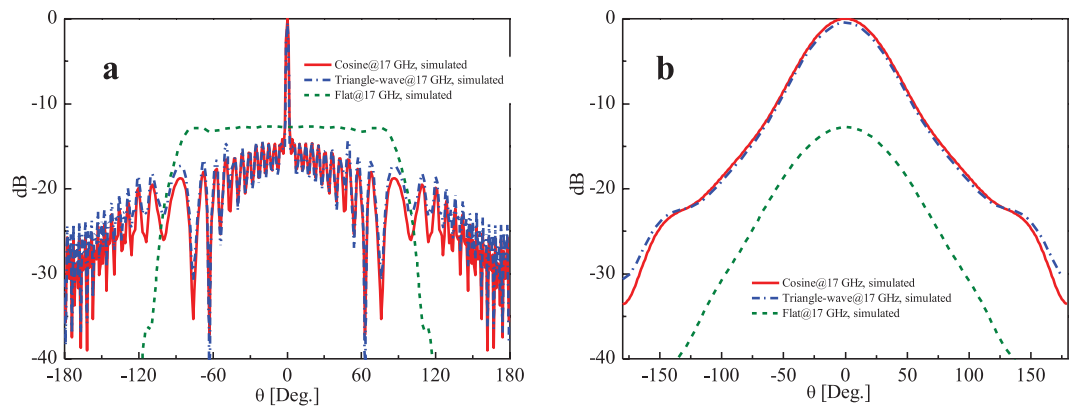 0
-10
-20
-30
-40
dB
-180
-120
-60
0
60
120
180
θ [Deg.]
a
Cosine@17 GHz, simulated
Triangle-wave@17 GHz, simulated
Flat@17 GHz, simulated
0
-10
-20
-30
-40
dB
-150
-100
-50
0
50
100
150
θ [Deg.]
b
Cosine@17 GHz, simulated
Triangle-wave@17 GHz, simulated
Flat@17 GHz, simulated